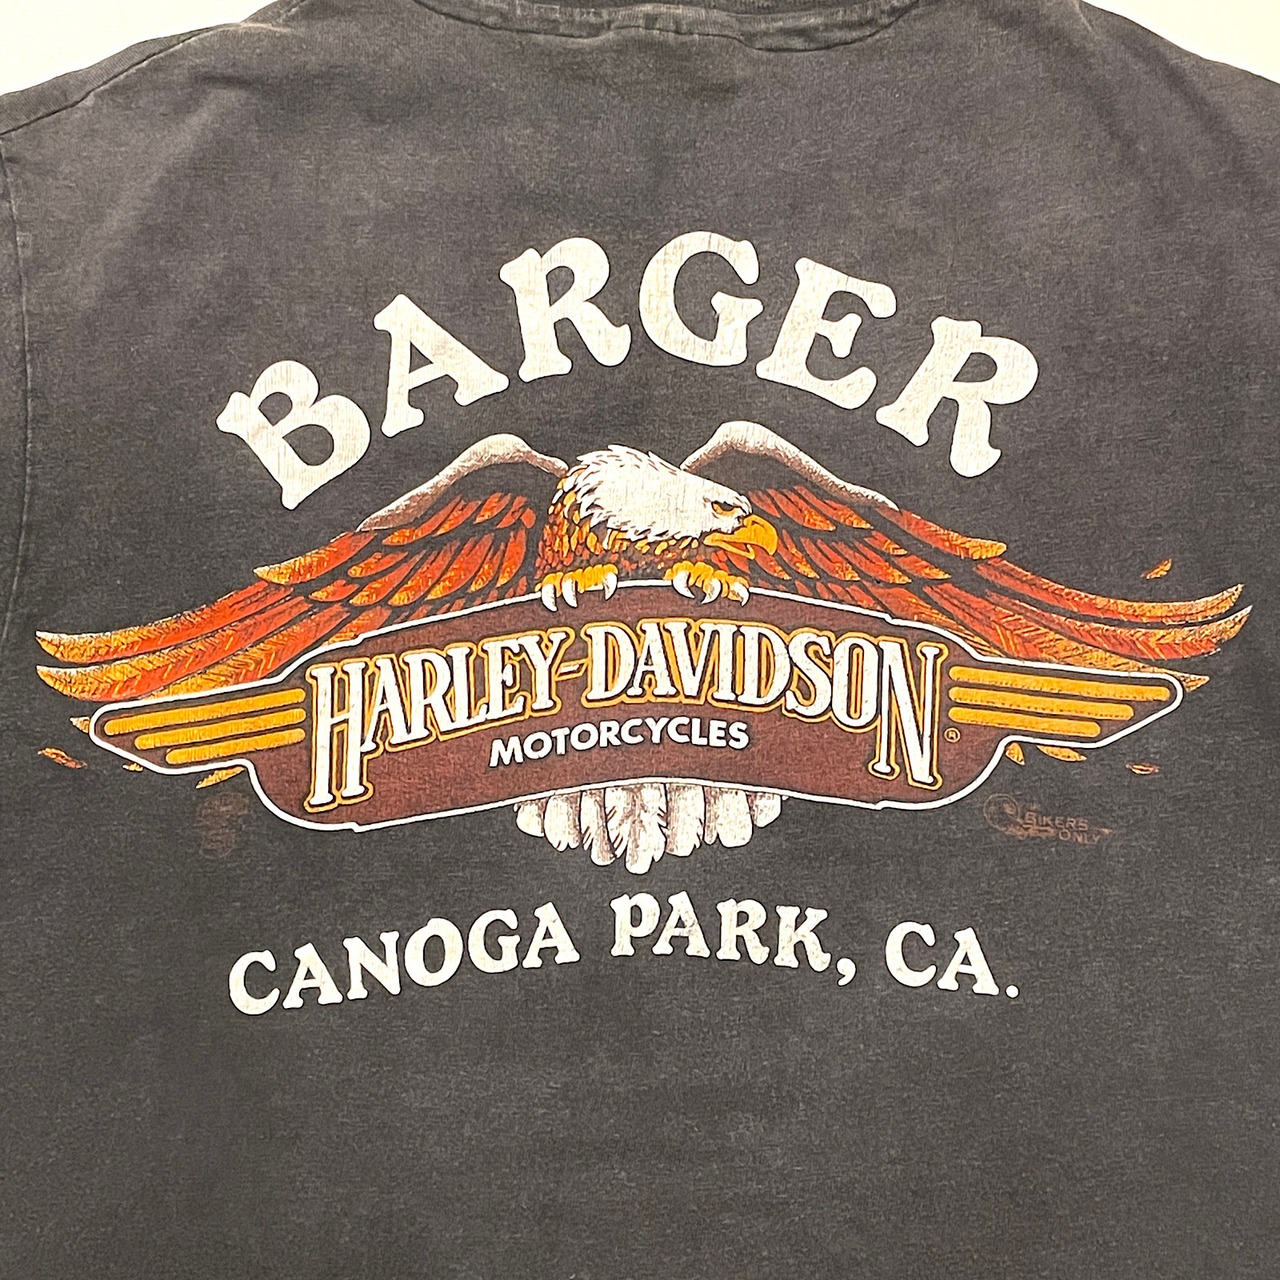 BARGER
HARLEY-DAVIDSON
MOTORCYCLES ®
BIKERS
ONLY
CANOGA PARK, CA.